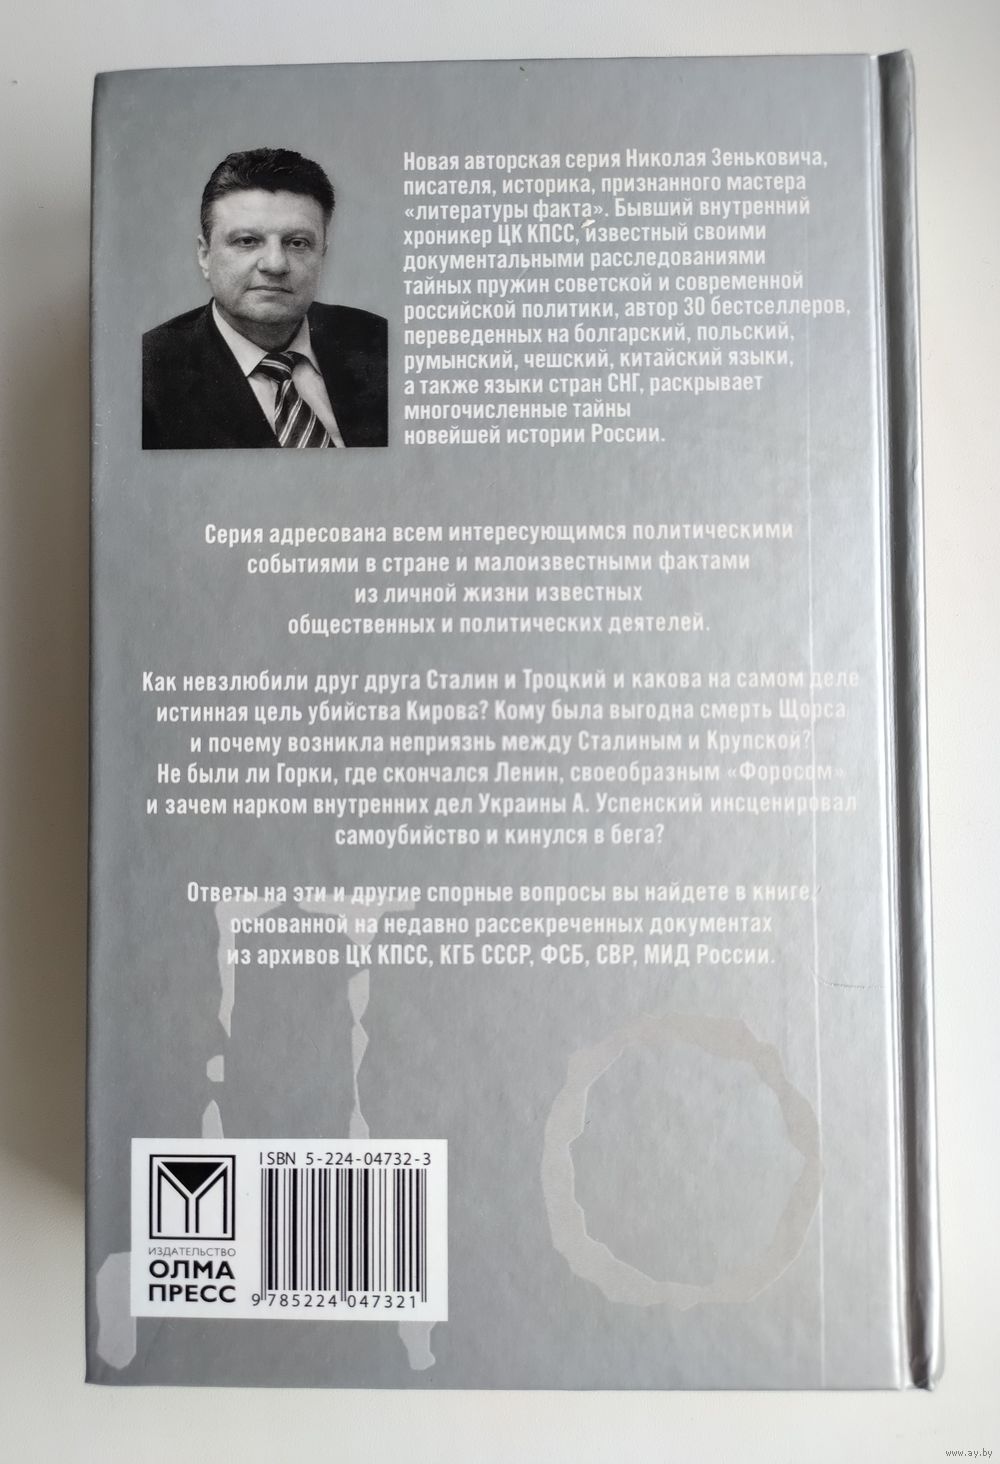 Новая авторская серия Николая Зеньковича,
писателя, историка, признанного мастера
«литературы факта». Бывший внутренний
хроникер ЦК КПСС, известный своими
документальными расследованиями
тайных пружин советской и современной
российской политики, автор 30 бестселлеров,
переведенных на болгарский, польский,
румынский, чешский, китайский языки,
а также языки стран СНГ, раскрывает
многочисленные тайны
новейшей истории России.
Серия адресована всем интересующимся политическими
событиями в стране и малоизвестными фактами
из личной жизни известных
общественных и политических деятелей.
Как невзлюбили друг друга Сталин и Троцкий и какова на самом деле
истинная цель убийства Кирова? Кому была выгодна смерть Щорса
и почему возникла неприязнь между Сталиным и Крупской?
Не были ли Горки, где скончался Ленин, своеобразным «Форосом»
и зачем нарком внутренних дел Украины А. Успенский инсценировал
самоубийство и кинулся в бега?
Ответы на эти и другие спорные вопросы вы найдете в книге,
основанной на недавно рассекреченных документах
из архивов ЦК КПСС, КГБ СССР, ФСБ, СВР, МИД России.
ISBN 5-224-04732-3
ИЗДАТЕЛЬСТВО
ОЛМА
ПРЕСС
9 785224 047321
www.ay.by